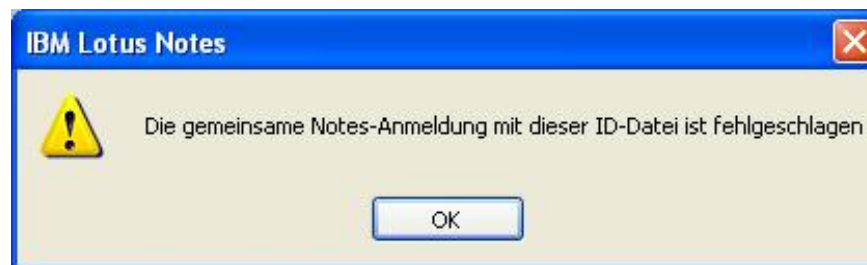 IBM Lotus Notes
Die gemeinsame Notes-Anmeldung mit dieser ID-Datei ist fehlgeschlagen
OK